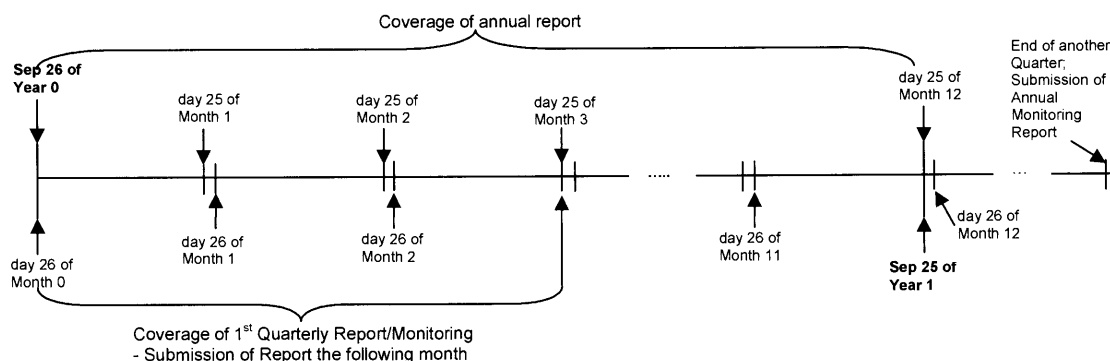 Coverage of annual report
Sep 26 of
Year 0
day 25 of
Month 1
day 25 of
Month 2
day 25 of
Month 3
day 25 of
Month 12
End of another
Quarter;
Submission of
Annual
Monitoring
Report
.....
...
day 26 of
Month 0
day 26 of
Month 1
day 26 of
Month 2
day 26 of
Month 11
Sep 25 of
Year 1
day 26 of
Month 12
Coverage of 1st Quarterly Report/Monitoring
- Submission of Report the following month